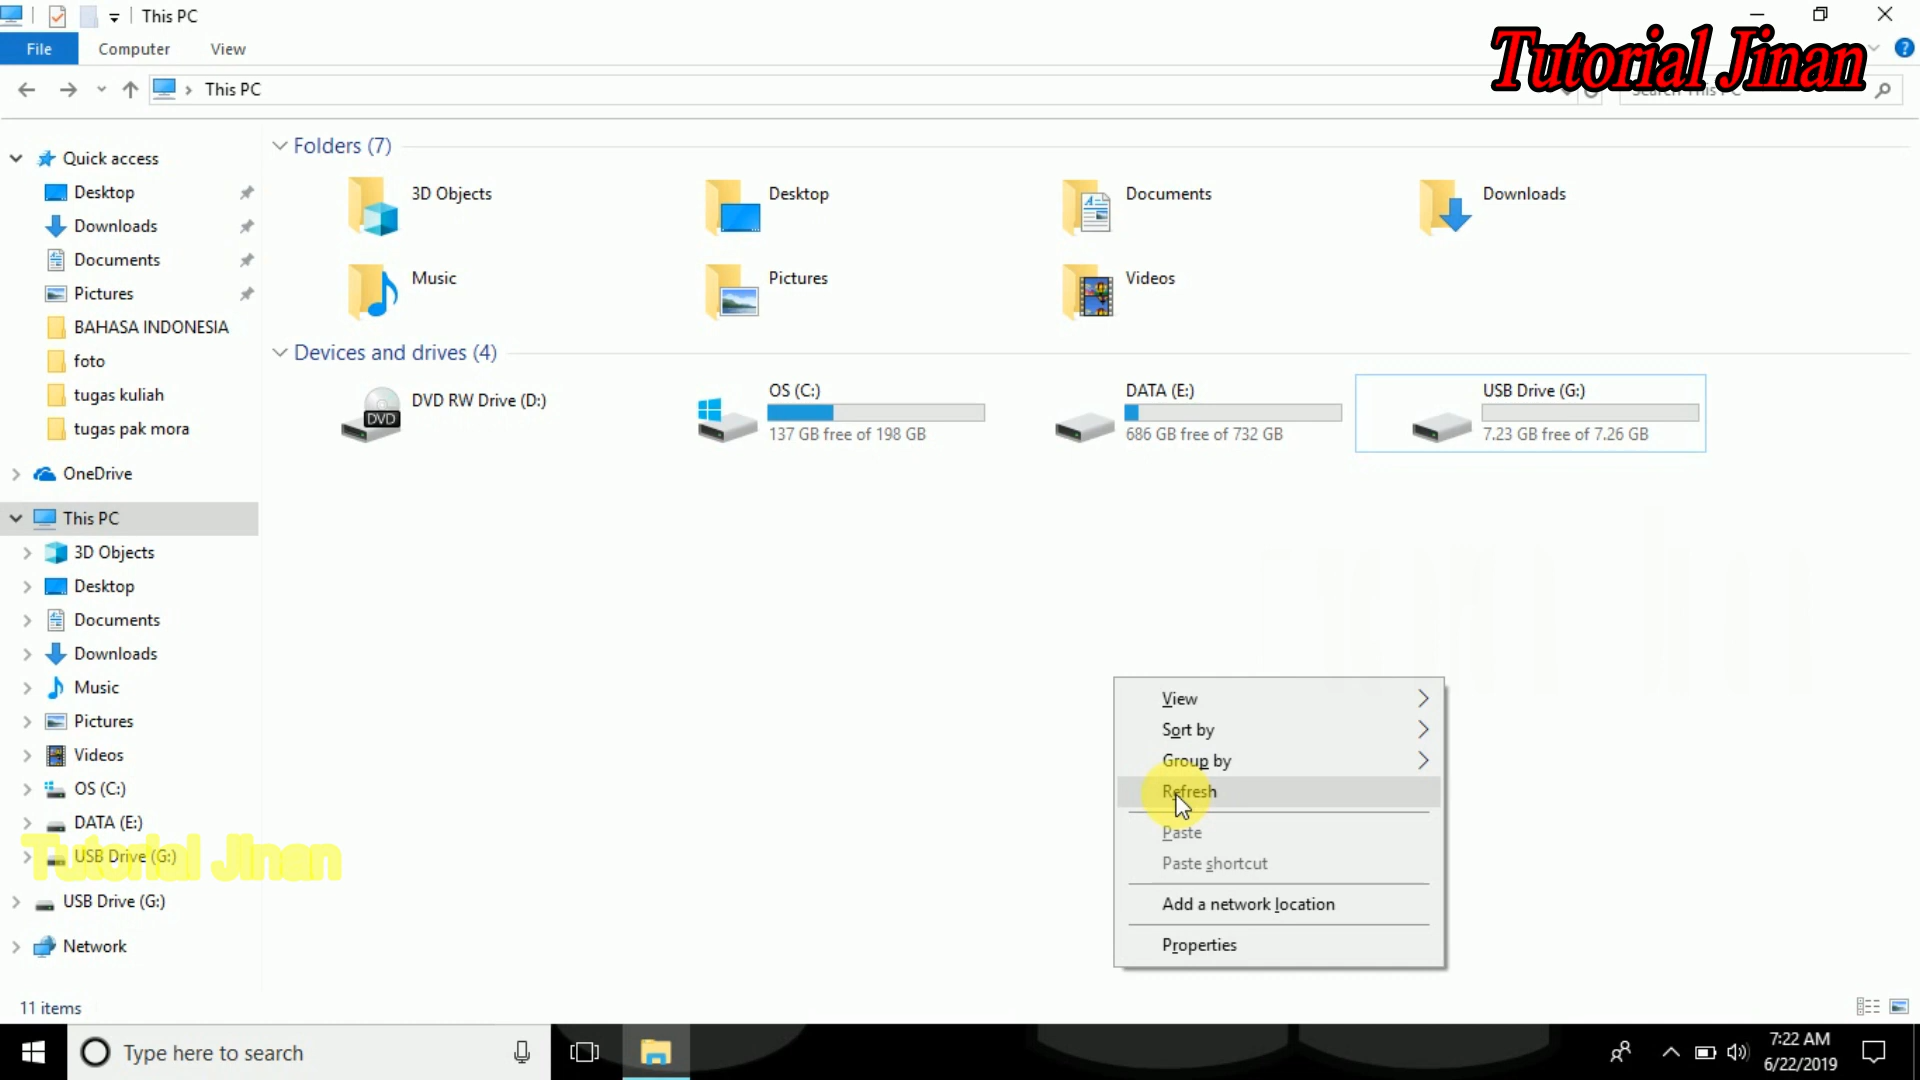 This PC
File
Computer
View
Tutorial Jinan
This PC
Search This PC
Quick access
Desktop
Downloads
Documents
Pictures
BAHASA INDONESIA
foto
tugas kuliah
tugas pak mora
OneDrive
This PC
3D Objects
Desktop
Documents
Downloads
Music
Pictures
Videos
OS (C:)
DATA (E:)
USB Drive (G:)
Tutorial Jinan
USB Drive (G:)
Network
Folders (7)
3D Objects
Desktop
Documents
Downloads
Music
Pictures
Videos
Devices and drives (4)
DVD
DVD RW Drive (D:)
OS (C:)
137 GB free of 198 GB
DATA (E:)
686 GB free of 732 GB
USB Drive (G:)
7.23 GB free of 7.26 GB
View
Sort by
Group by
Refresh
Paste
Paste shortcut
Add a network location
Properties
11 items
Type here to search
7:22 AM
6/22/2019